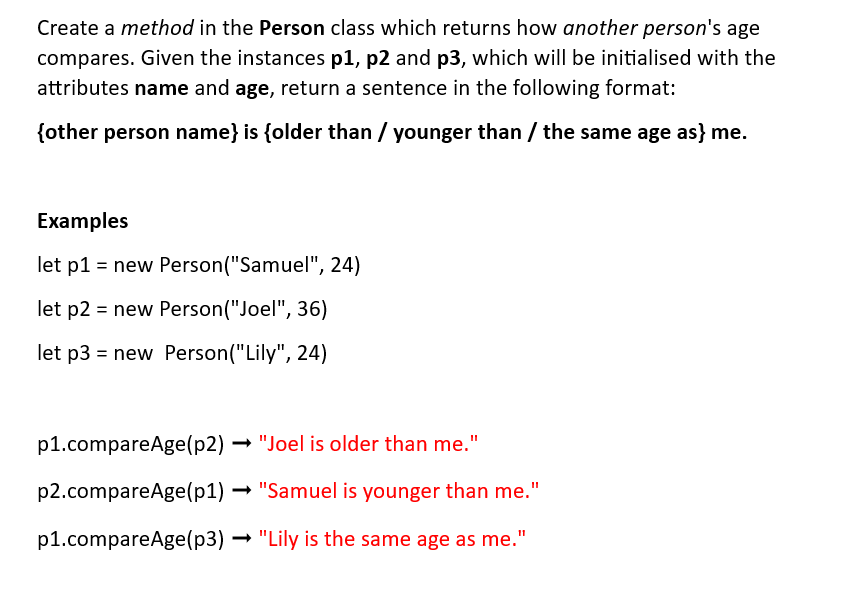 Create a method in the Person class which returns how another person's age
compares. Given the instances p1, p2 and p3, which will be initialised with the
attributes name and age, return a sentence in the following format:
{other person name} is {older than / younger than / the same age as} me.
Examples
let p1 = new Person("Samuel", 24)
let p2 = new Person("Joel", 36)
let p3 = new  Person("Lily", 24)
p1.compareAge(p2) ➞ "Joel is older than me."
p2.compareAge(p1) ➞ "Samuel is younger than me."
p1.compareAge(p3) ➞ "Lily is the same age as me."